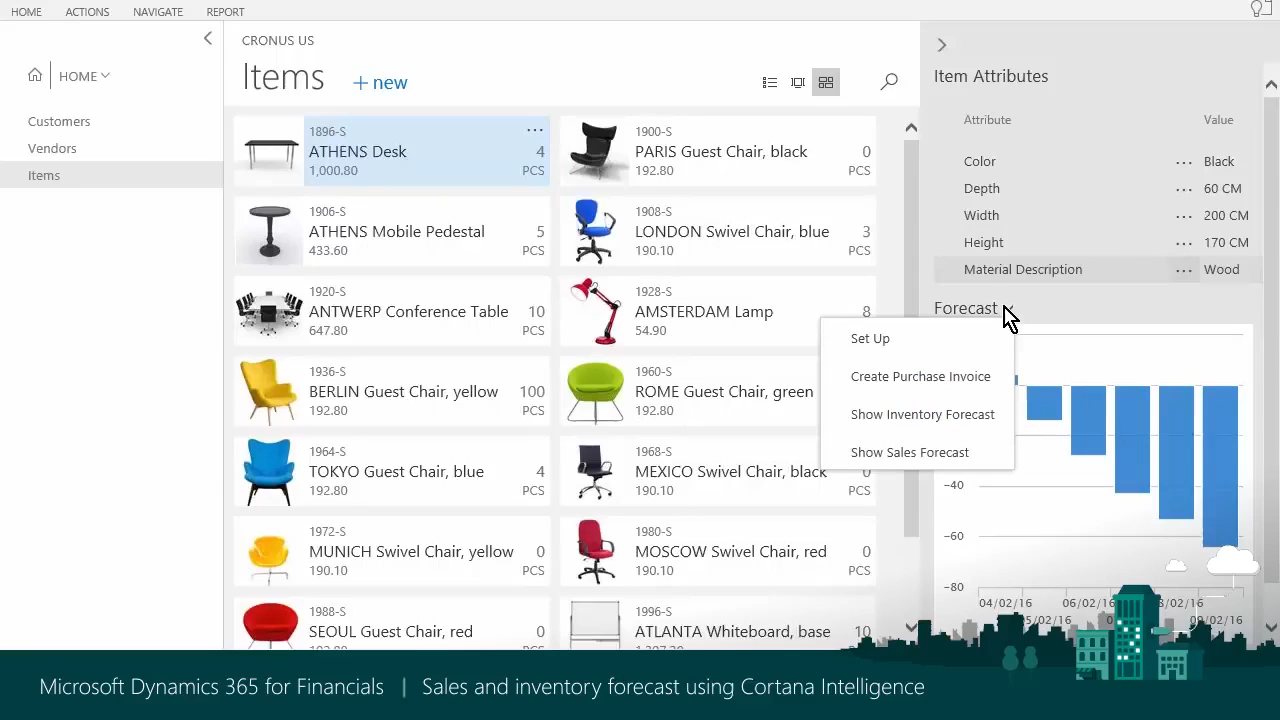 HOME ACTIONS NAVIGATE REPORT
HOME
Customers
Vendors
Items
CRONUS US
Items + new
1896-S
ATHENS Desk 4
1,000.80 PCS
1900-S
PARIS Guest Chair, black 0
192.80 PCS
1906-S
ATHENS Mobile Pedestal 5
433.60 PCS
1908-S
LONDON Swivel Chair, blue 3
190.10 PCS
1920-S
ANTWERP Conference Table 10
647.80 PCS
1928-S
AMSTERDAM Lamp 8
54.90
1936-S
BERLIN Guest Chair, yellow 100
192.80 PCS
1960-S
ROME Guest Chair, green
192.80
1964-S
TOKYO Guest Chair, blue 4
192.80 PCS
1968-S
MEXICO Swivel Chair, black 0
190.10 PCS
1972-S
MUNICH Swivel Chair, yellow 0
190.10 PCS
1980-S
MOSCOW Swivel Chair, red 0
190.10 PCS
1988-S
SEOUL Guest Chair, red 0
1996-S
ATLANTA Whiteboard, base 10
Item Attributes
Attribute Value
Color ... Black
Depth ... 60 CM
Width ... 200 CM
Height ... 170 CM
Material Description ... Wood
Forecast
Set Up
Create Purchase Invoice
Show Inventory Forecast
Show Sales Forecast
−40
−60
−80
04/02/16 06/02/16
Microsoft Dynamics 365 for Financials | Sales and inventory forecast using Cortana Intelligence